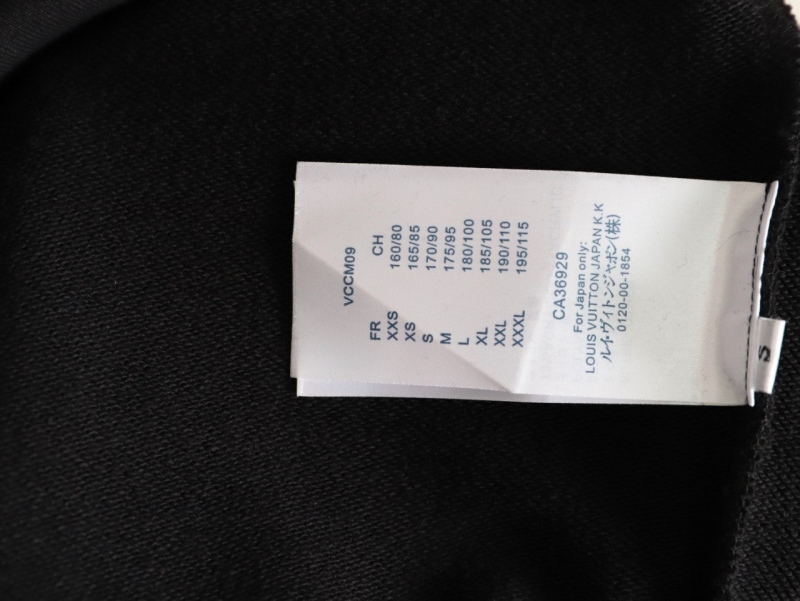 VCCM09
FR CH
XXS 160/80
XS 165/85
S 170/90
M 175/95
L 180/100
XL 185/105
XXL 190/110
XXXL 195/115
CA36929
For Japan only:
LOUIS VUITTON JAPAN K.K
ルイ・ヴィトンジャポン(株)
0120-00-1854
S